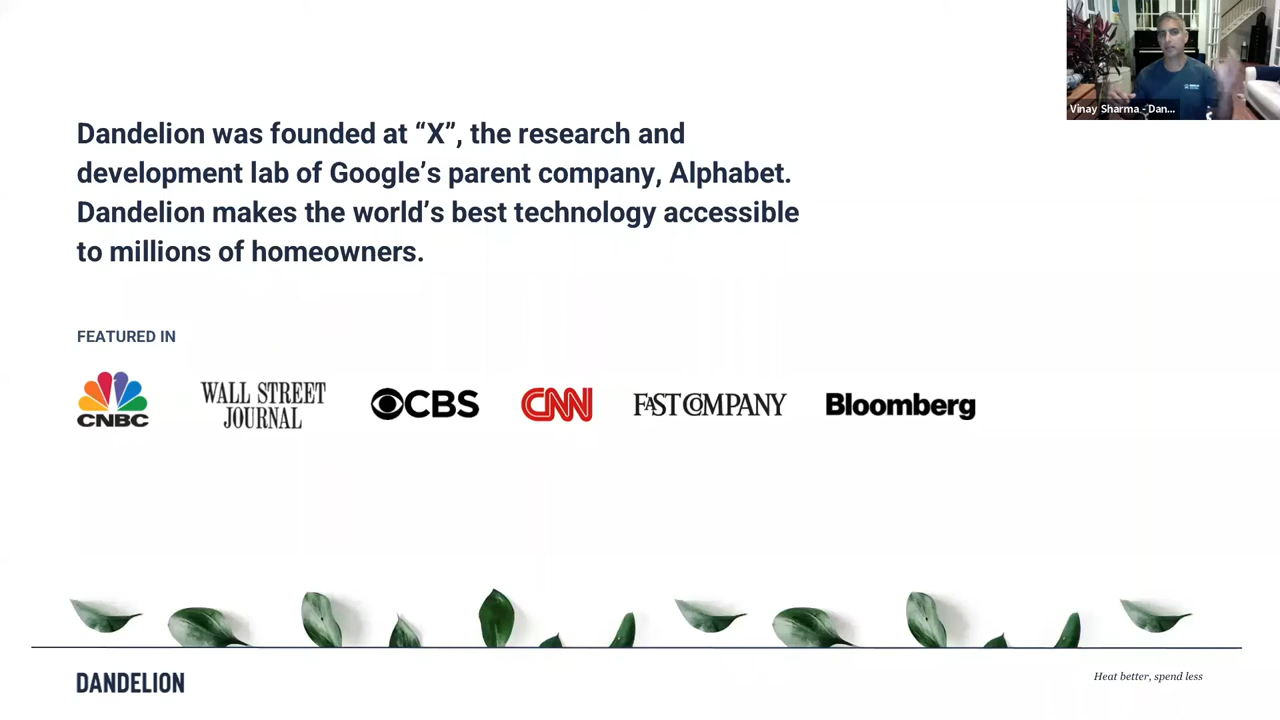 Vinay Sharma - Dan...
Dandelion was founded at “X”, the research and
development lab of Google’s parent company, Alphabet.
Dandelion makes the world’s best technology accessible
to millions of homeowners.
FEATURED IN
CNBC
WALL STREET
JOURNAL
CBS
CNN
FAST COMPANY
Bloomberg
DANDELION
Heat better, spend less